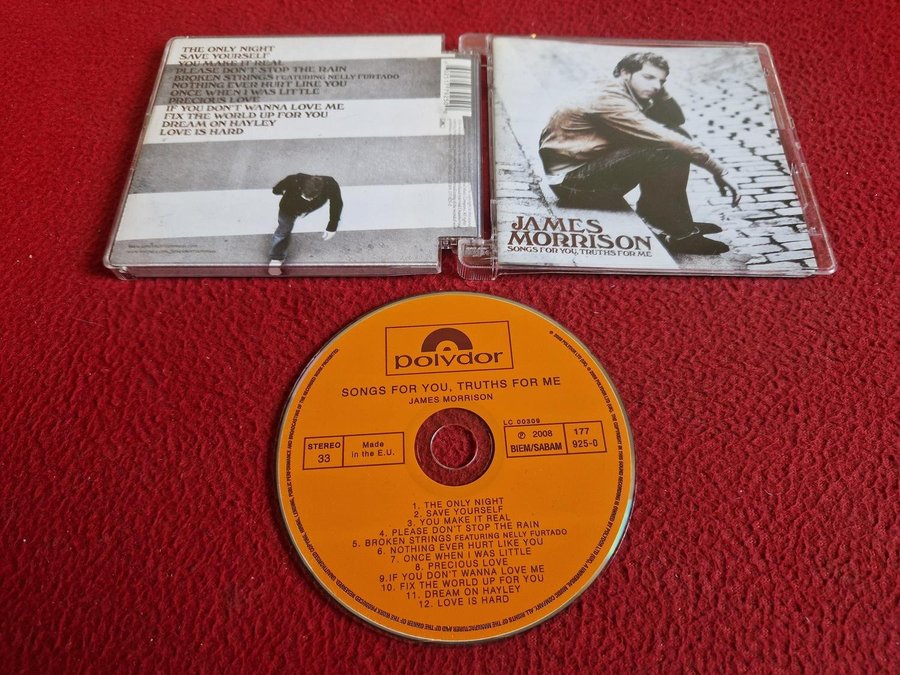 THE ONLY NIGHT
SAVE YOURSELF
YOU MAKE IT REAL
PLEASE DON'T STOP THE RAIN
BROKEN STRINGS FEATURING NELLY FURTADO
NOTHING EVER HURT LIKE YOU
ONCE WHEN I WAS LITTLE
PRECIOUS LOVE
IF YOU DON'T WANNA LOVE ME
FIX THE WORLD UP FOR YOU
DREAM ON HAYLEY
LOVE IS HARD
JAMES
MORRISON
SONGS FOR YOU, TRUTHS FOR ME
polydor
SONGS FOR YOU, TRUTHS FOR ME
JAMES MORRISON
LC 00309
STEREO
33
Made
in the E.U.
℗ 2008
BIEM/SABAM
177
925-0
1. THE ONLY NIGHT
2. SAVE YOURSELF
3. YOU MAKE IT REAL
4. PLEASE DON'T STOP THE RAIN
5. BROKEN STRINGS FEATURING NELLY FURTADO
6. NOTHING EVER HURT LIKE YOU
7. ONCE WHEN I WAS LITTLE
8. PRECIOUS LOVE
9.IF YOU DON'T WANNA LOVE ME
10. FIX THE WORLD UP FOR YOU
11. DREAM ON HAYLEY
12. LOVE IS HARD